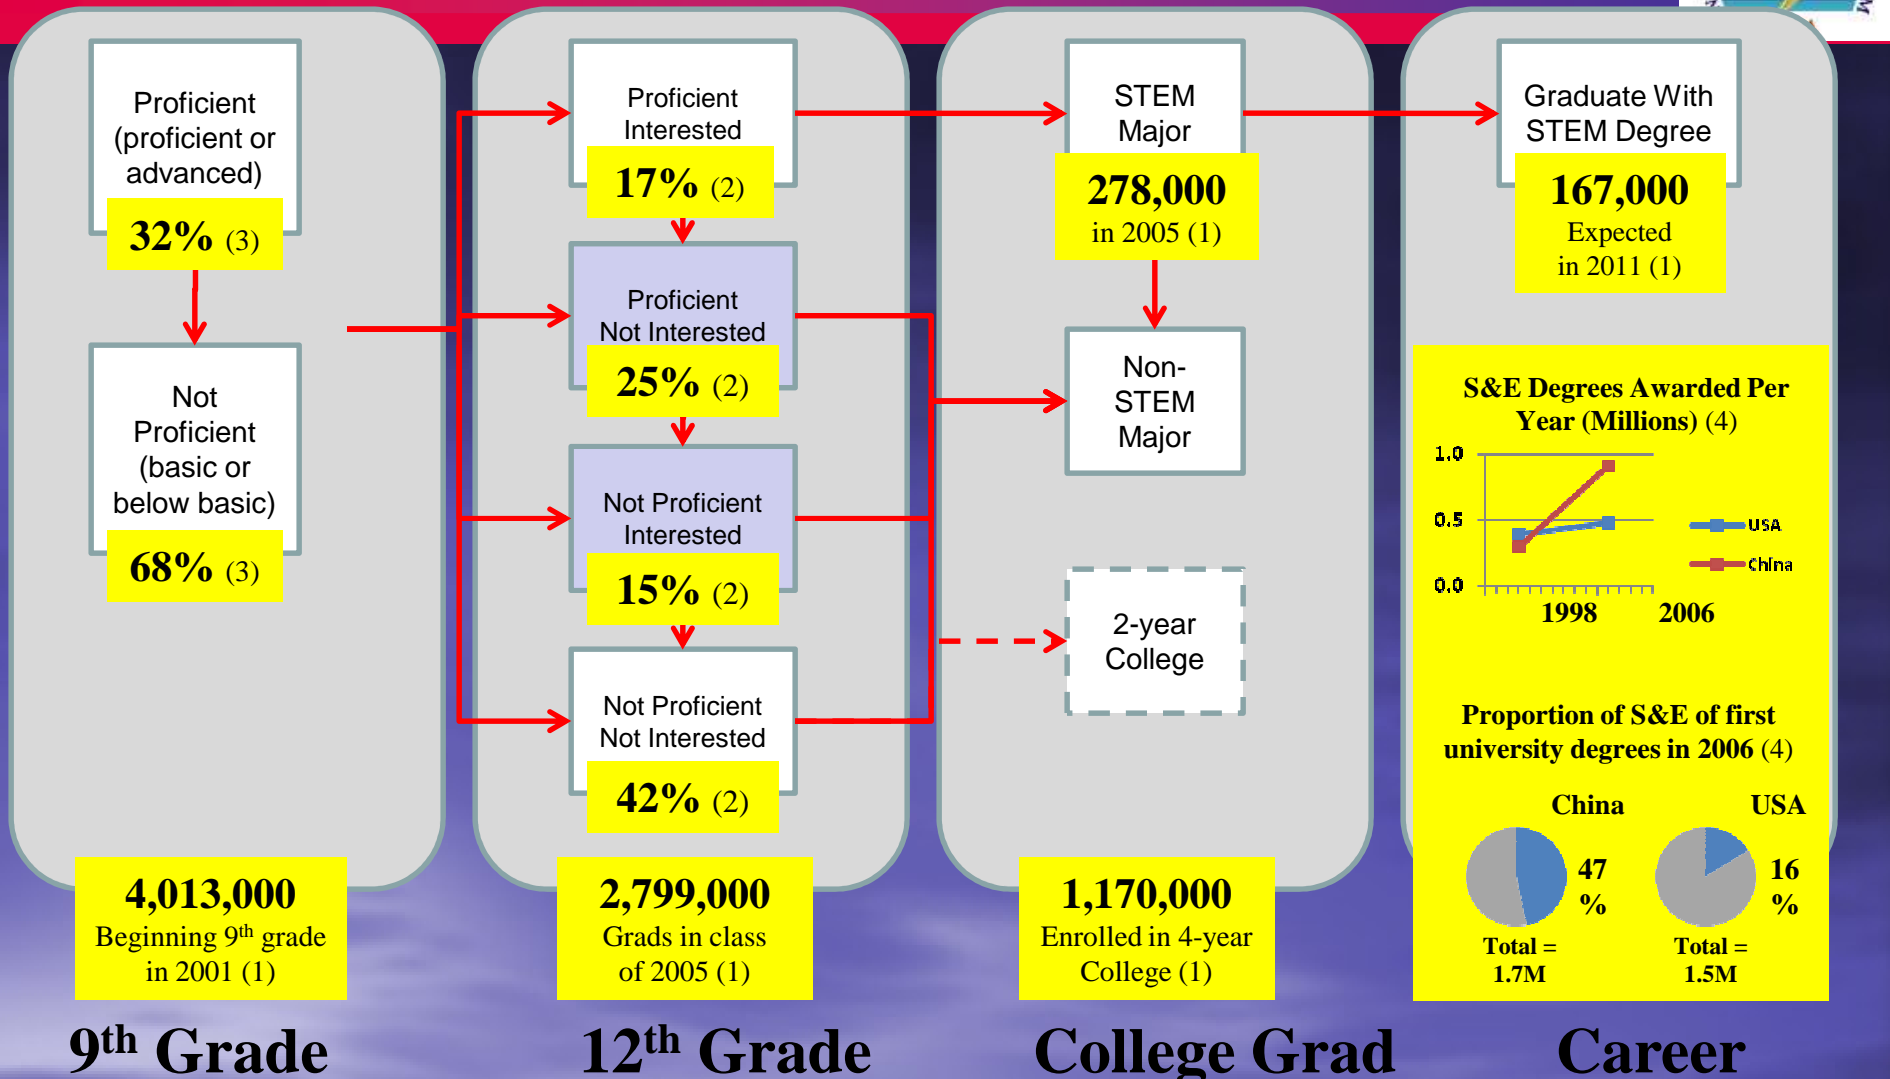 Proficient
(proficient or
advanced)
32% (3)
Not
Proficient
(basic or
below basic)
68% (3)
4,013,000
Beginning 9th grade
in 2001 (1)
9th Grade
Proficient
Interested
17% (2)
Proficient
Not Interested
25% (2)
Not Proficient
Interested
15% (2)
Not Proficient
Not Interested
42% (2)
2,799,000
Grads in class
of 2005 (1)
12th Grade
STEM
Major
278,000
in 2005 (1)
Non-
STEM
Major
2-year
College
1,170,000
Enrolled in 4-year
College (1)
College Grad
Graduate With
STEM Degree
167,000
Expected
in 2011 (1)
S&E Degrees Awarded Per
Year (Millions) (4)
1.0
0.5
0.0
USA
China
1998 2006
Proportion of S&E of first
university degrees in 2006 (4)
China USA
47
%
16
%
Total =
1.7M
Total =
1.5M
Career